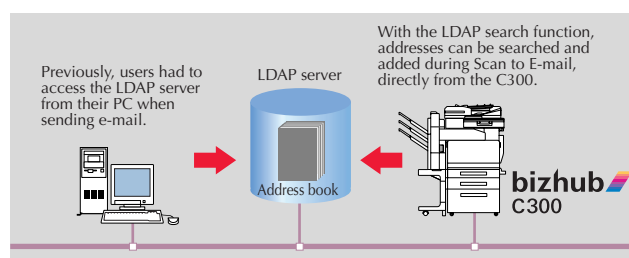 Previously, users had to
access the LDAP server
from their PC when
sending e-mail.
LDAP server
Address book
With the LDAP search function,
addresses can be searched and
added during Scan to E-mail,
directly from the C300.
bizhub
C300